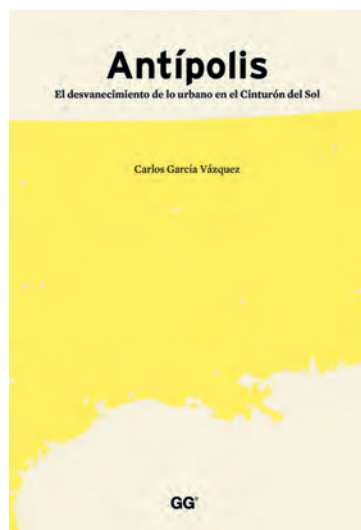 Antípolis
El desvanecimiento de lo urbano en el Cinturón del Sol
Carlos García Vázquez
GG®